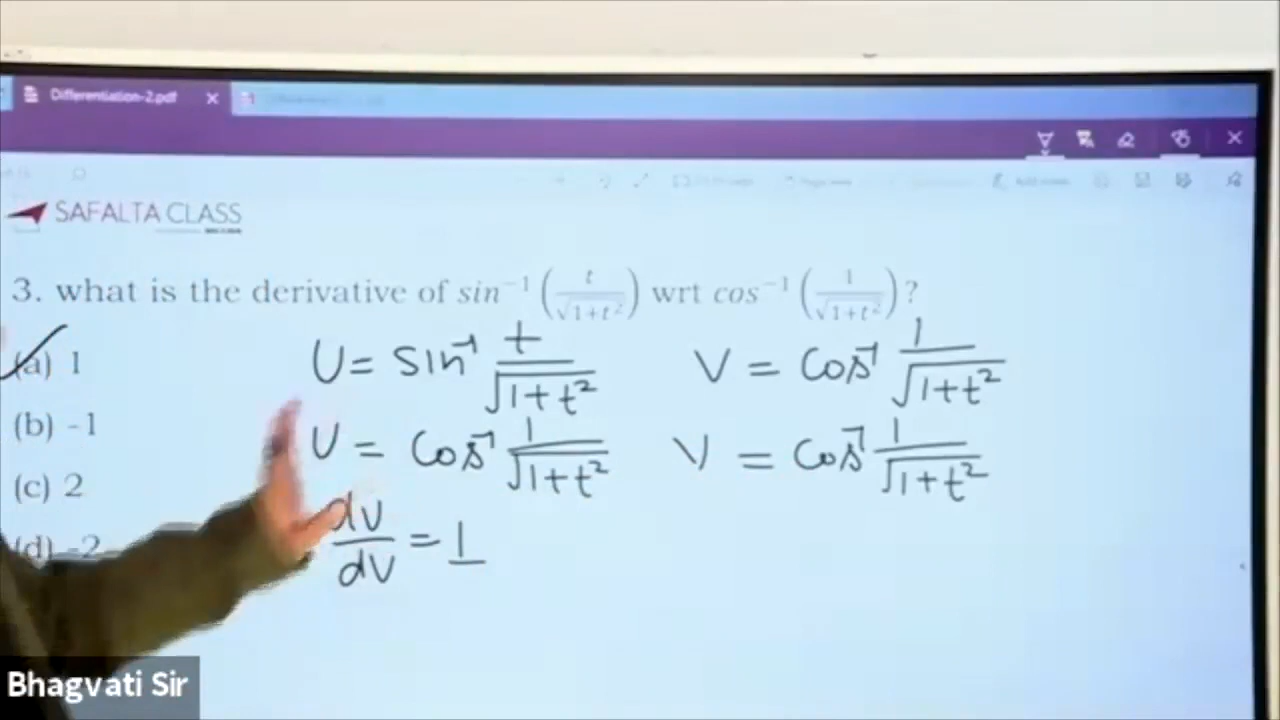 Differentiation-2.pdf
SAFALTA CLASS
3. what is the derivative of sin⁻¹(t/√1+t²) wrt cos⁻¹(1/√1+t²)?
(a) 1
U = sin⁻¹ t/√1+t² V = cos⁻¹ 1/√1+t²
(b) -1
U = cos⁻¹ 1/√1+t² V = cos⁻¹ 1/√1+t²
(c) 2
(d) -2
du/dv = 1
Bhagvati Sir